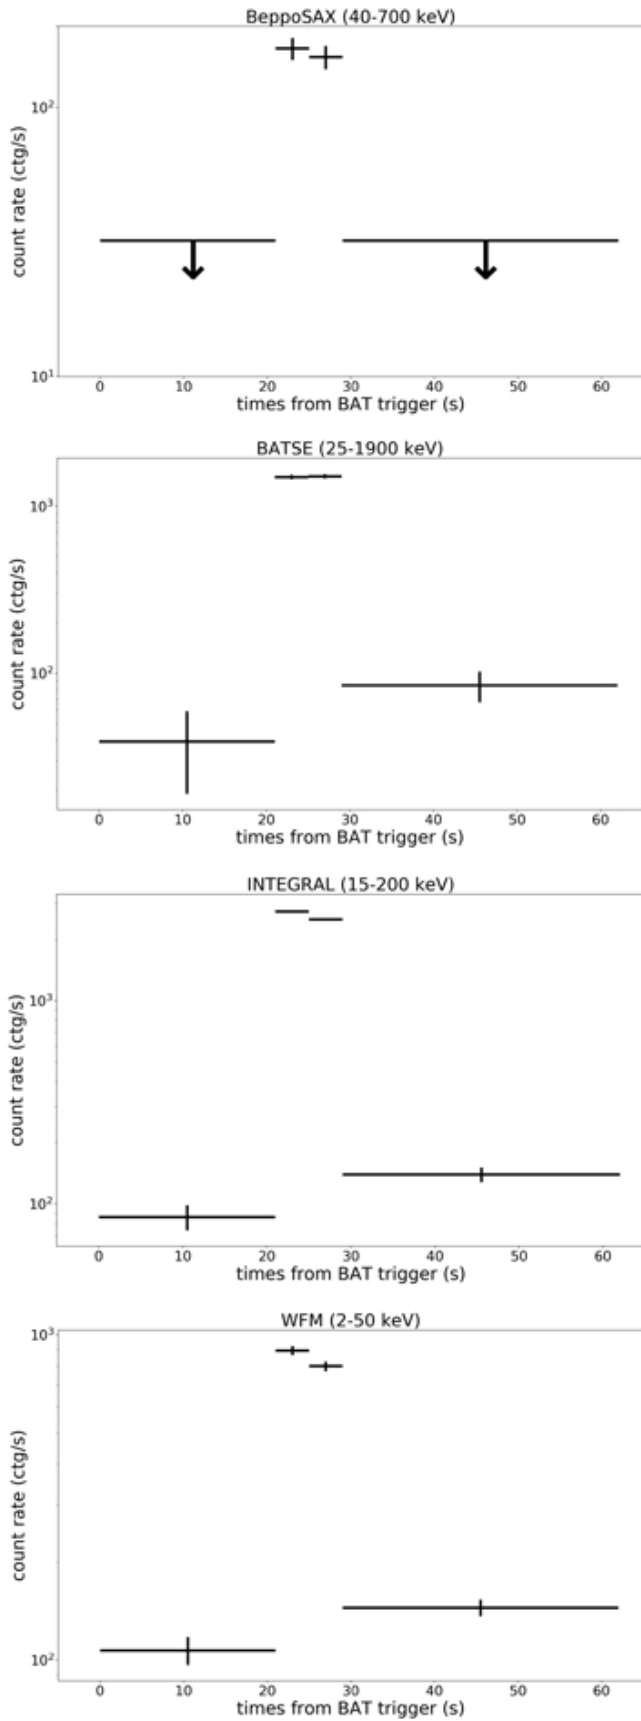 BeppoSAX (40-700 keV)
10²
10¹
count rate (ctg/s)
0 10 20 30 40 50 60
times from BAT trigger (s)
BATSE (25-1900 keV)
10³
10²
count rate (ctg/s)
0 10 20 30 40 50 60
times from BAT trigger (s)
INTEGRAL (15-200 keV)
10³
10²
count rate (ctg/s)
0 10 20 30 40 50 60
times from BAT trigger (s)
WFM (2-50 keV)
10³
10²
count rate (ctg/s)
0 10 20 30 40 50 60
times from BAT trigger (s)